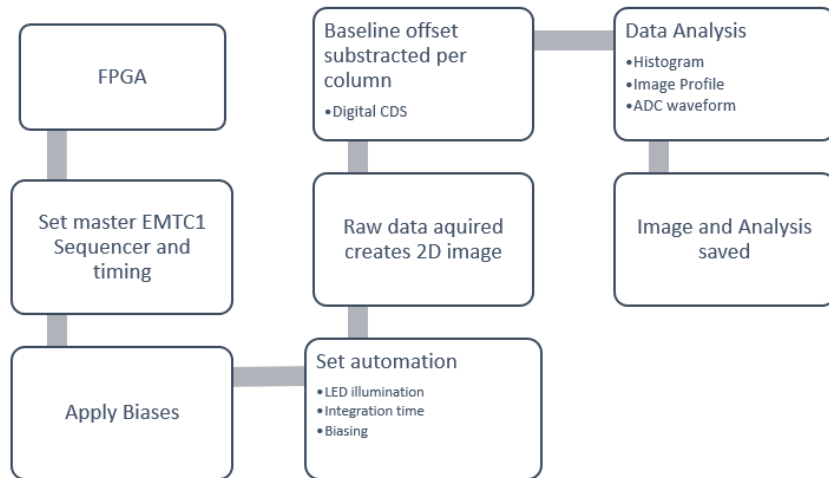 FPGA
Set master EMTC1
Sequencer and
timing
Apply Biases
Set automation
•LED illumination
•Integration time
•Biasing
Raw data aquired
creates 2D image
Baseline offset
substracted per
column
•Digital CDS
Data Analysis
•Histogram
•Image Profile
•ADC waveform
Image and Analysis
saved